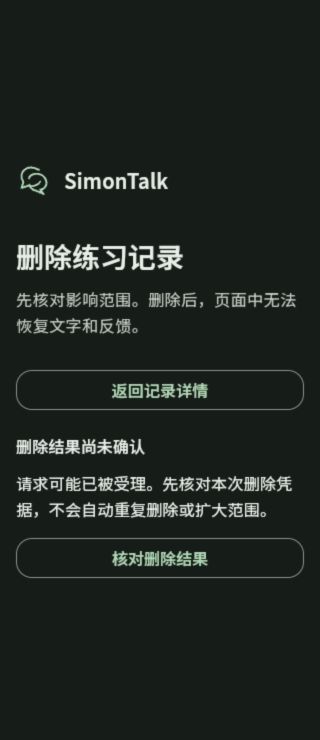 SimonTalk
删除练习记录
先核对影响范围。删除后，页面中无法
恢复文字和反馈。
返回记录详情
删除结果尚未确认
请求可能已被受理。先核对本次删除凭
据，不会自动重复删除或扩大范围。
核对删除结果